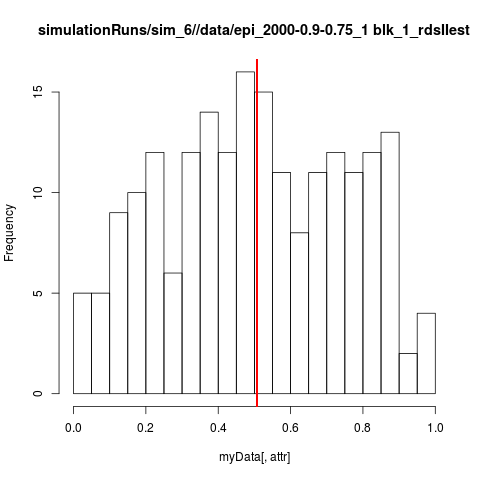 simulationRuns/sim_6//data/epi_2000-0.9-0.75_1 blk_1_rdsIlest
Frequency
15
10
5
0
0.0 0.2 0.4 0.6 0.8 1.0
myData[, attr]